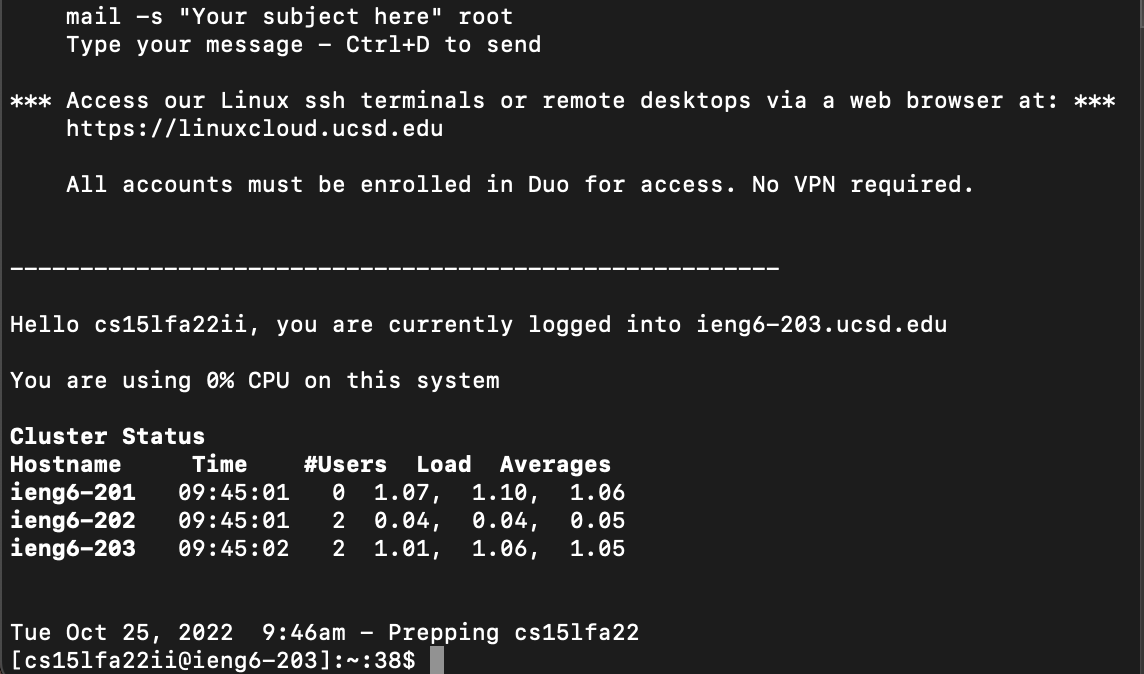 mail -s "Your subject here" root
Type your message - Ctrl+D to send
*** Access our Linux ssh terminals or remote desktops via a web browser at: ***
https://linuxcloud.ucsd.edu
All accounts must be enrolled in Duo for access. No VPN required.
-------------------------------------------------------
Hello cs15lfa22ii, you are currently logged into ieng6-203.ucsd.edu
You are using 0% CPU on this system
Cluster Status
Hostname     Time    #Users  Load  Averages
ieng6-201   09:45:01   0  1.07,  1.10,  1.06
ieng6-202   09:45:01   2  0.04,  0.04,  0.05
ieng6-203   09:45:02   2  1.01,  1.06,  1.05
Tue Oct 25, 2022  9:46am - Prepping cs15lfa22
[cs15lfa22ii@ieng6-203]:~:38$